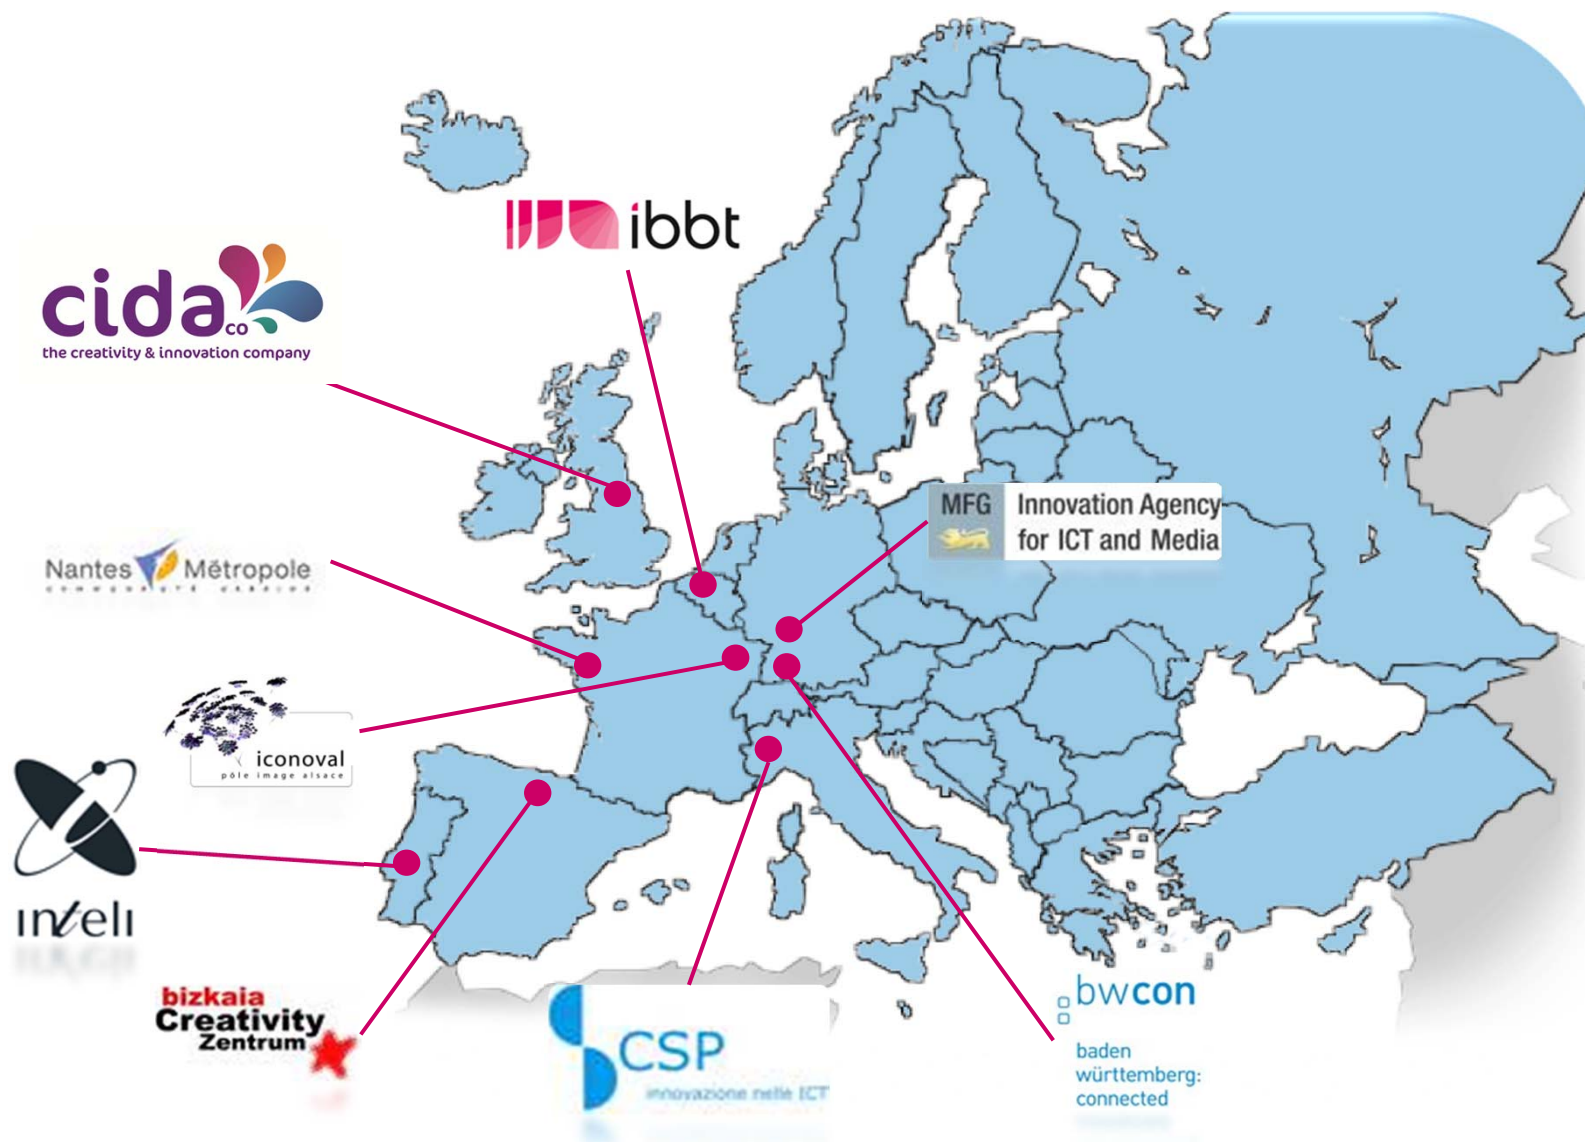 ibbt
cida
co
the creativity & innovation company
MFG
Innovation Agency
for ICT and Media
Nantes Métropole
iconoval
pôle image alsace
inteli
bizkaia
Creativity
Zentrum
CSP
innovazione nelle ICT
bwcon
baden
württemberg:
connected